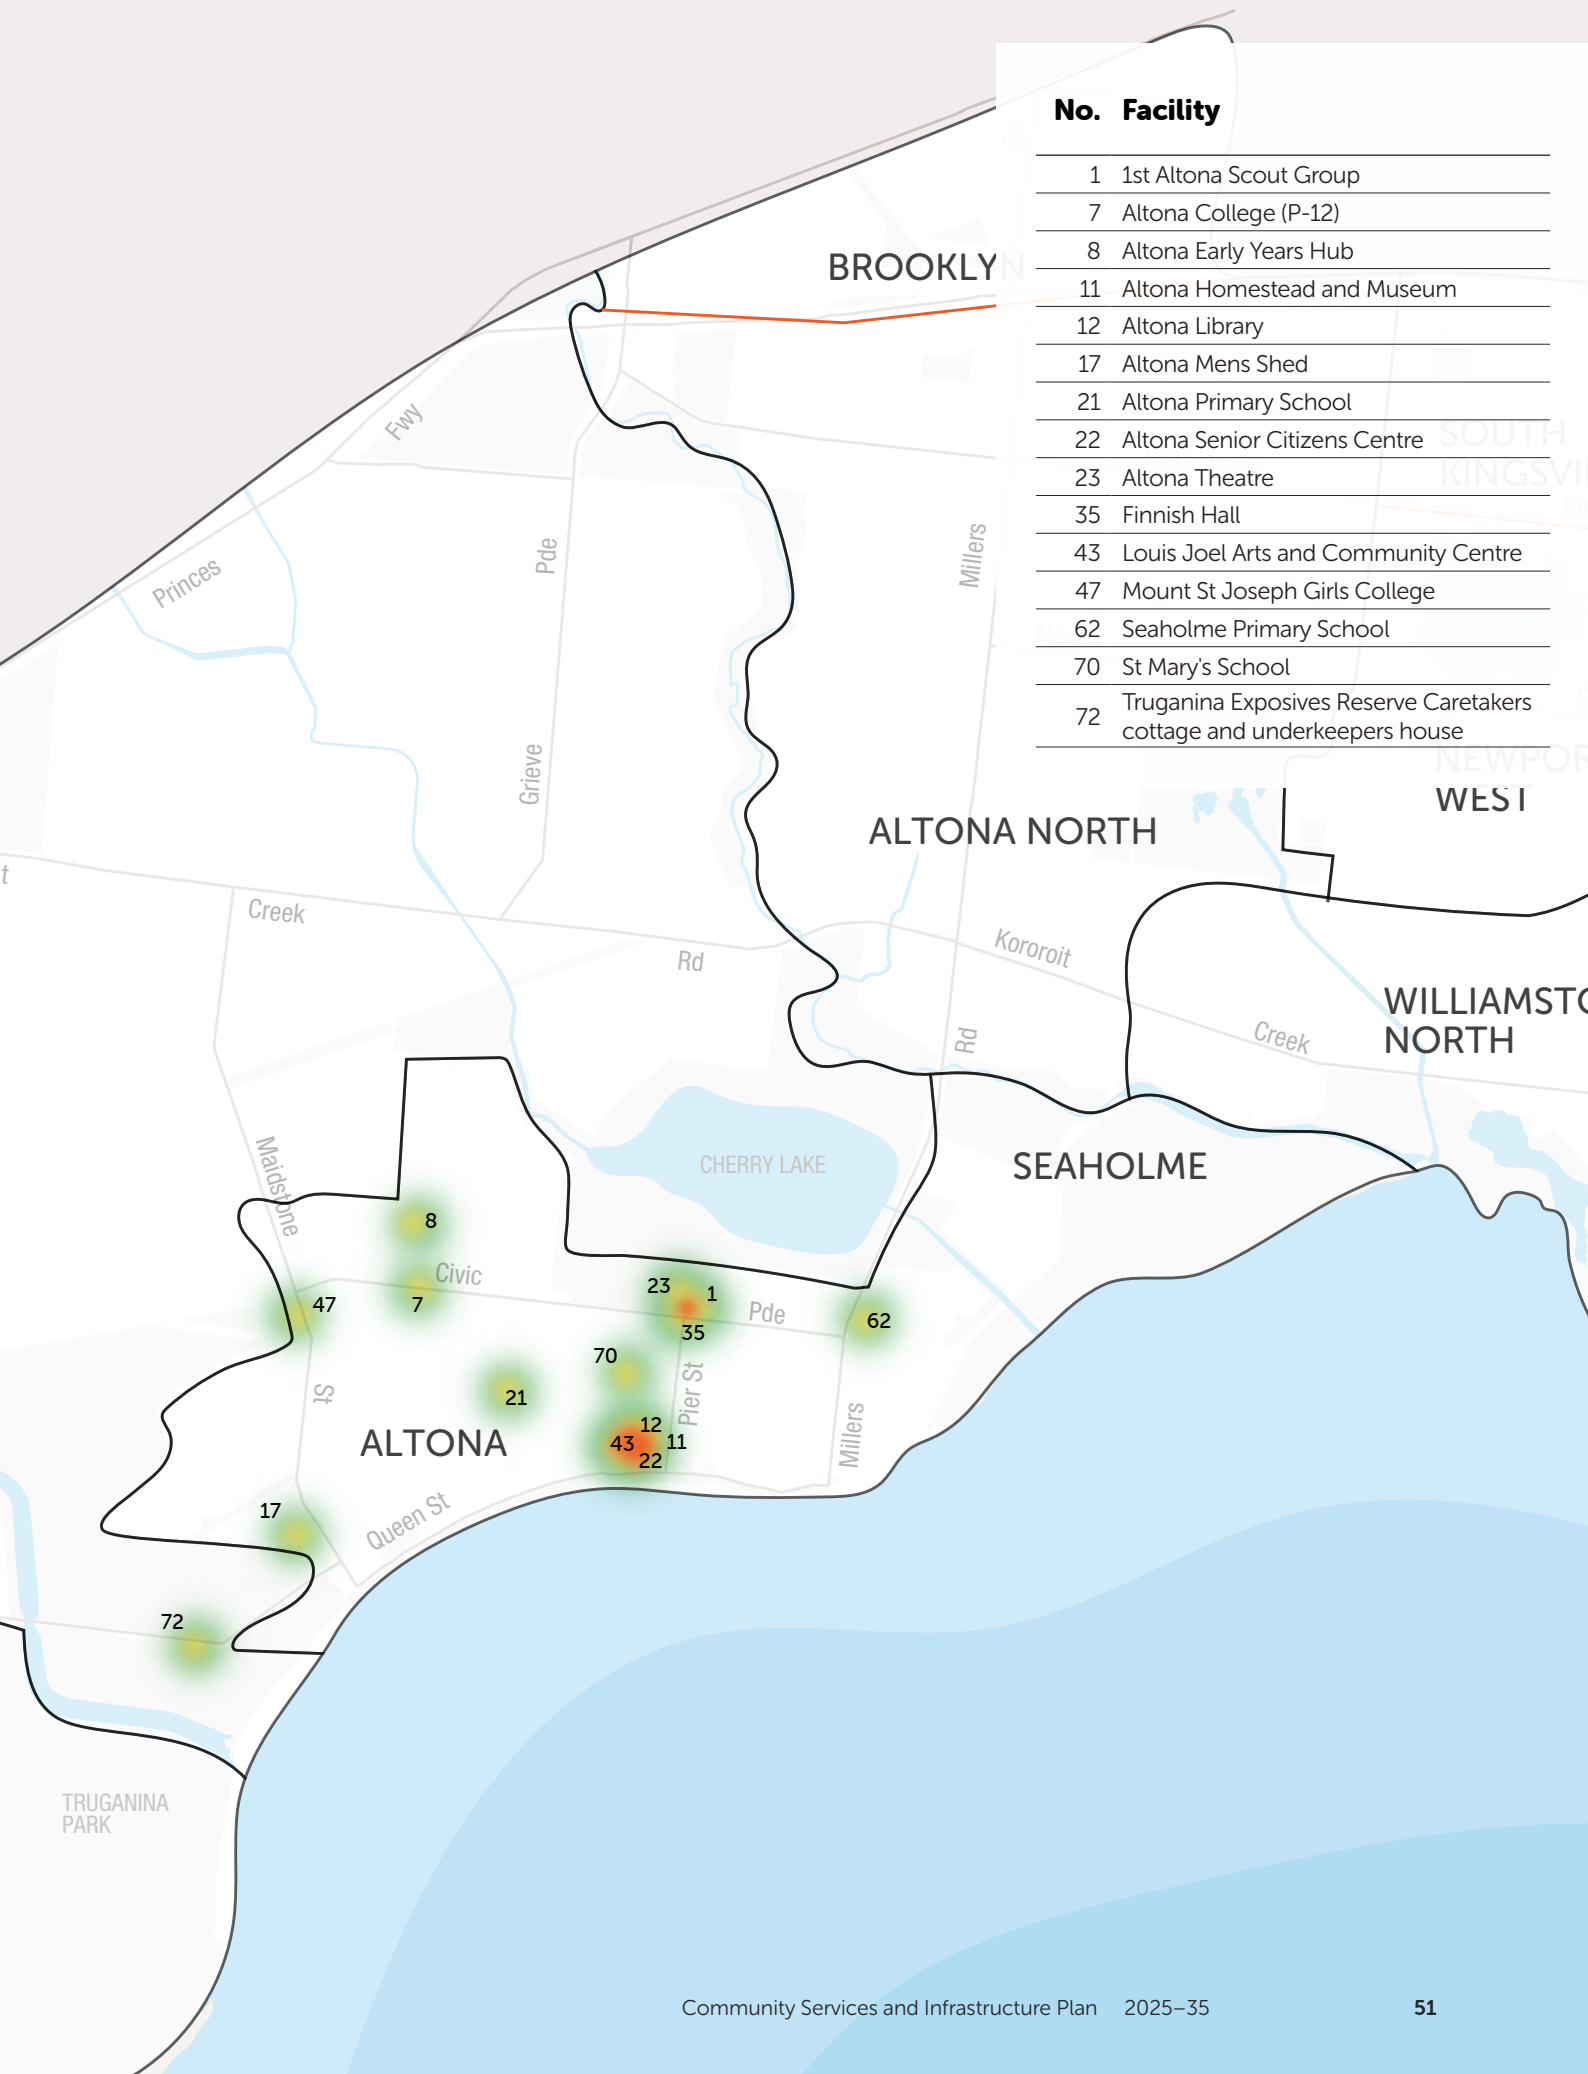 No. Facility
1 1st Altona Scout Group
7 Altona College (P-12)
8 Altona Early Years Hub
11 Altona Homestead and Museum
12 Altona Library
17 Altona Mens Shed
21 Altona Primary School
22 Altona Senior Citizens Centre
23 Altona Theatre
35 Finnish Hall
43 Louis Joel Arts and Community Centre
47 Mount St Joseph Girls College
62 Seaholme Primary School
70 St Mary's School
72 Truganina Exposives Reserve Caretakers
cottage and underkeepers house
Rd
BROOKLYN
Fwy
SOUTH
KINGSVI
Rd
Princes
Pde
Millers
Grieve
NEWPOR
WEST
ALTONA NORTH
t
Creek
Rd
Kororoit
WILLIAMSTO
NORTH
Rd
Creek
Maidstone
CHERRY LAKE
SEAHOLME
8
Civic
47
7
23
1
Pde
35
62
70
St
21
Pier St
Millers
ALTONA
12
43
11
22
17
Queen St
72
TRUGANINA
PARK
Community Services and Infrastructure Plan 2025–35 51